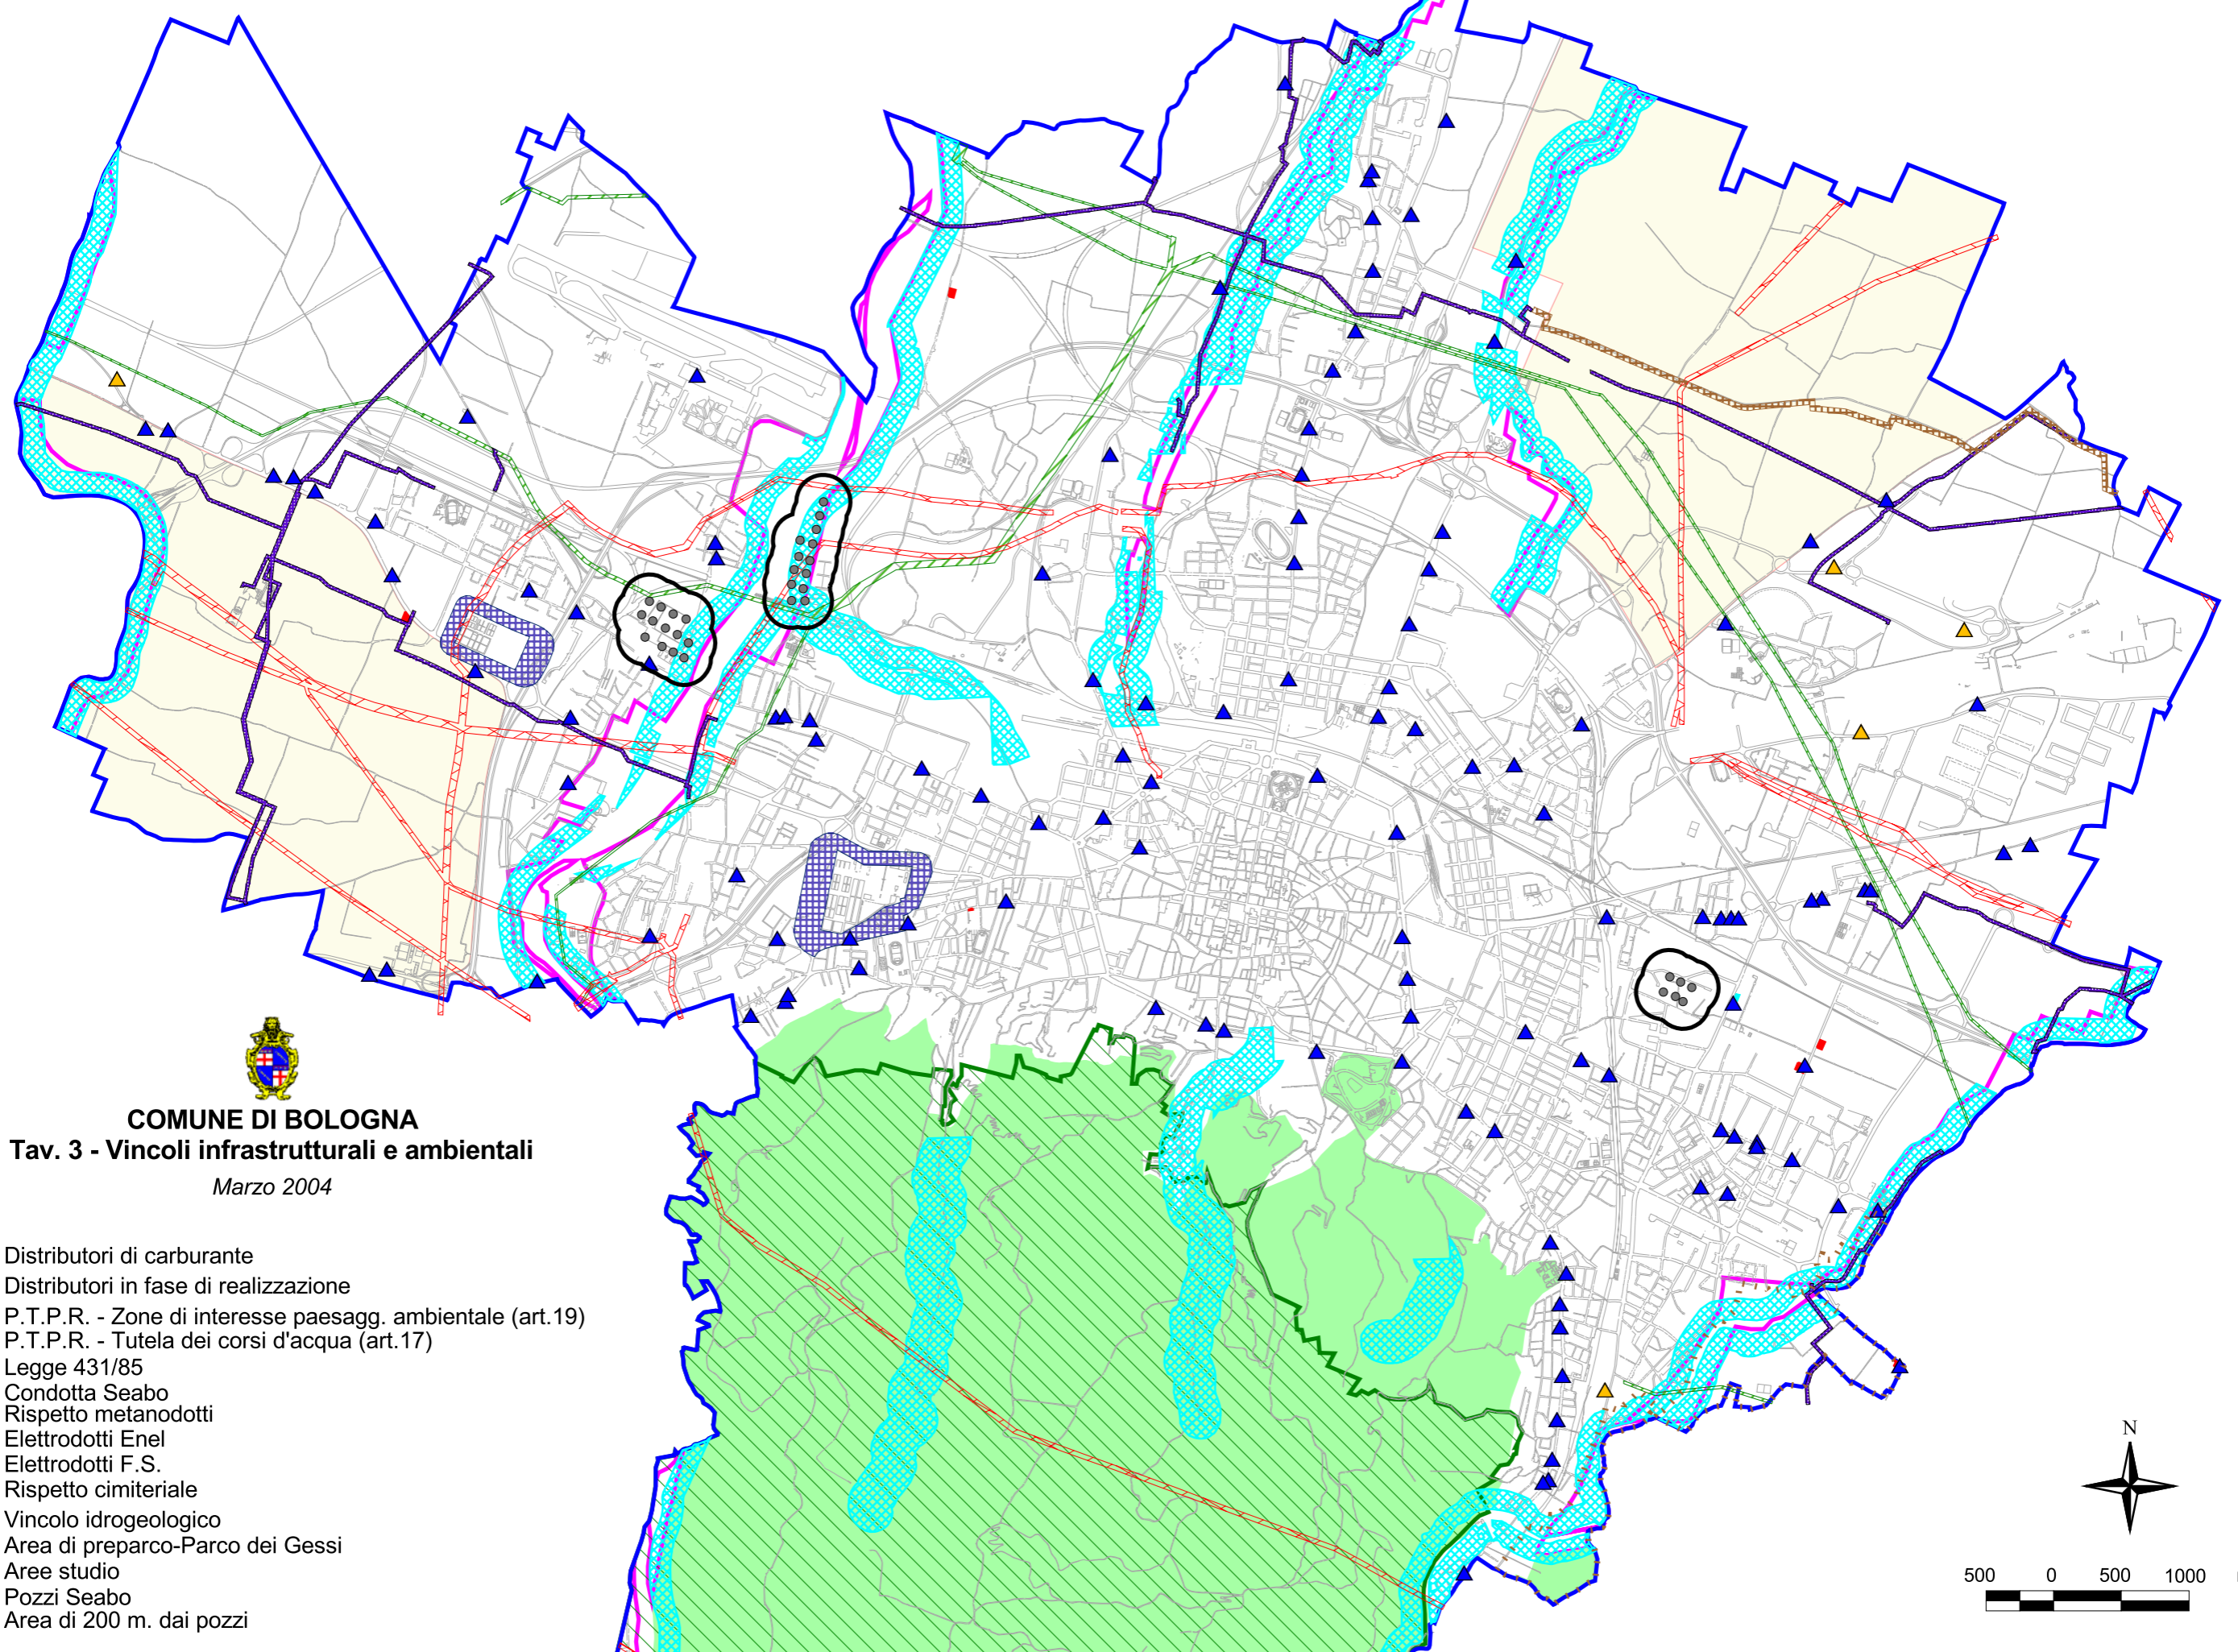 COMUNE DI BOLOGNA
Tav. 3 - Vincoli infrastrutturali e ambientali
Marzo 2004
Distributori di carburante
Distributori in fase di realizzazione
P.T.P.R. - Zone di interesse paesagg. ambientale (art.19)
P.T.P.R. - Tutela dei corsi d'acqua (art.17)
Legge 431/85
Condotta Seabo
Rispetto metanodotti
Elettrodotti Enel
Elettrodotti F.S.
Rispetto cimiteriale
Vincolo idrogeologico
Area di preparco-Parco dei Gessi
Aree studio
Pozzi Seabo
Area di 200 m. dai pozzi
N
500 0 500 1000